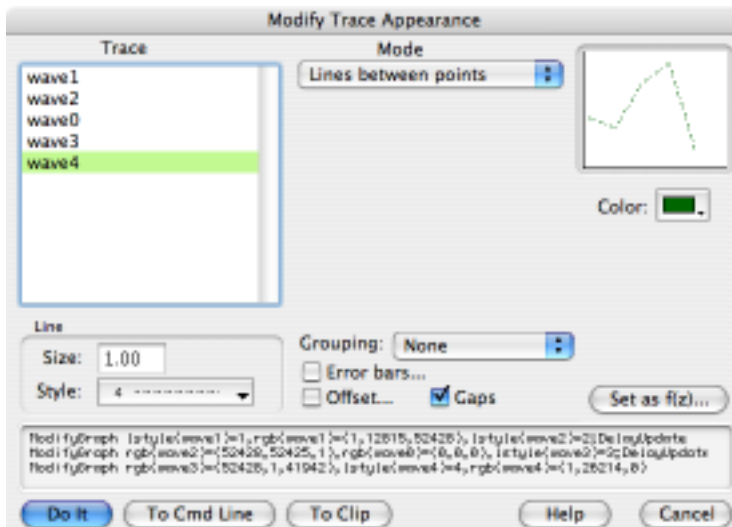 Modify Trace Appearance
Trace
wave1
wave2
wave0
wave3
wave4
Mode
Lines between points
Color:
Line
Size: 1.00
Style: 4
Grouping: None
Error bars...
Offset... Gaps
Set as f(z)...
ModifyGraph lstyle(wave1)=1,rgb(wave1)=(1,12815,52428),lstyle(wave2)=2;DelayUpdate
ModifyGraph rgb(wave2)=(52428,52425,1),rgb(wave0)=(0,0,0),lstyle(wave3)=3;DelayUpdate
ModifyGraph rgb(wave3)=(52428,1,41942),lstyle(wave4)=4,rgb(wave4)=(1,26214,0)
Do It
To Cmd Line
To Clip
Help
Cancel